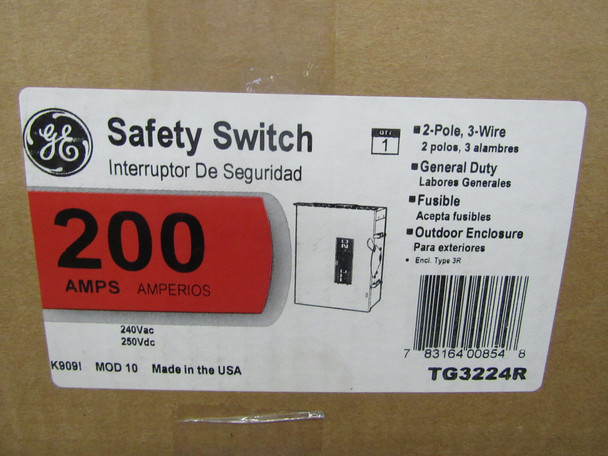 GE
Safety Switch
Interruptor De Seguridad
QTY
1
200
AMPS AMPERIOS
240Vac
250Vdc
MOD 10 Made in the USA
2-Pole, 3-Wire
2 polos, 3 alambres
General Duty
Labores Generales
Fusible
Acepta fusibles
Outdoor Enclosure
Para exteriores
Encl. Type 3R
7 83164 00854 8
TG3224R